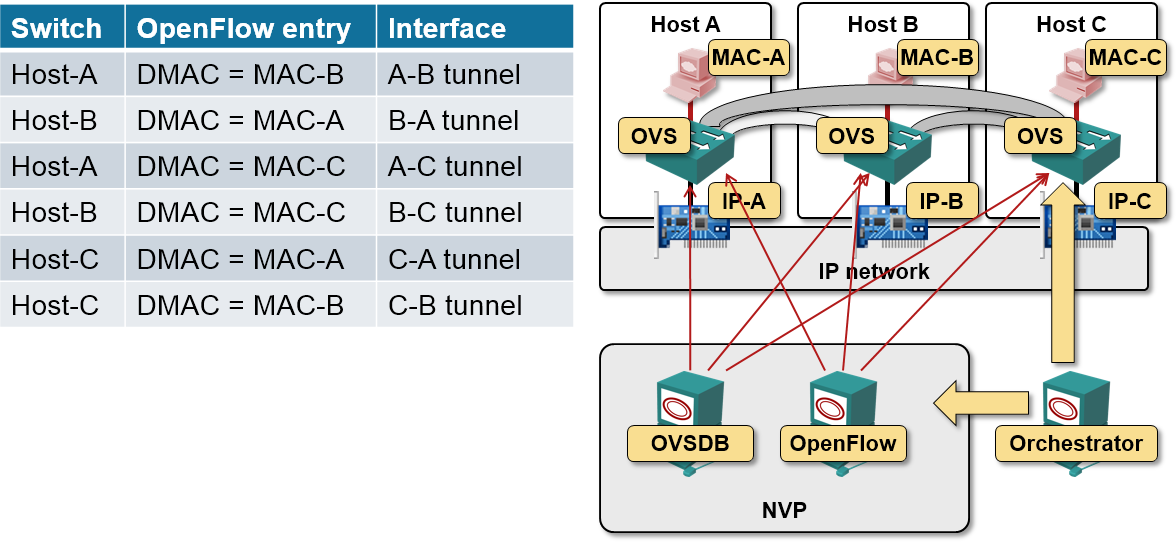 Switch OpenFlow entry Interface
Host-A DMAC = MAC-B A-B tunnel
Host-B DMAC = MAC-A B-A tunnel
Host-A DMAC = MAC-C A-C tunnel
Host-B DMAC = MAC-C B-C tunnel
Host-C DMAC = MAC-A C-A tunnel
Host-C DMAC = MAC-B C-B tunnel
Host A Host B Host C
MAC-A MAC-B MAC-C
OVS OVS OVS
IP-A IP-B IP-C
IP network
OVSDB OpenFlow Orchestrator
NVP